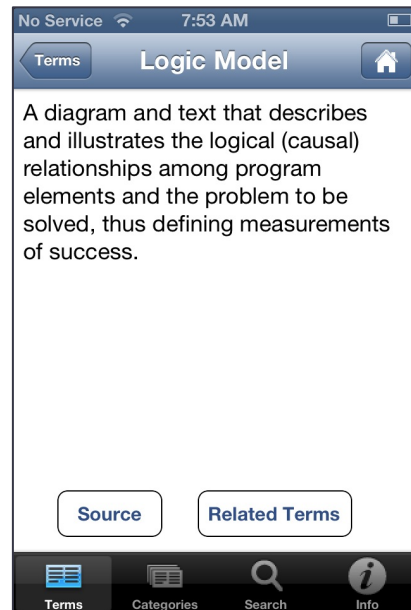 No Service 7:53 AM
Terms Logic Model
A diagram and text that describes
and illustrates the logical (causal)
relationships among program
elements and the problem to be
solved, thus defining measurements
of success.
Source Related Terms
Terms Categories Search Info